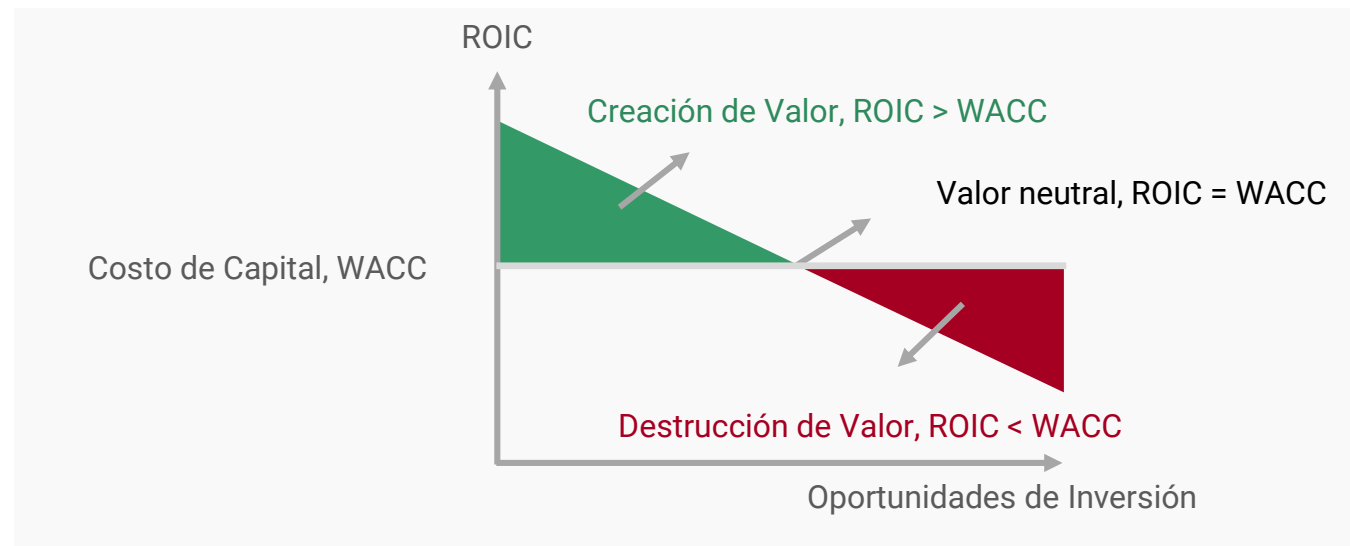 ROIC
Creación de Valor, ROIC > WACC
Valor neutral, ROIC = WACC
Costo de Capital, WACC
Destrucción de Valor, ROIC < WACC
Oportunidades de Inversión